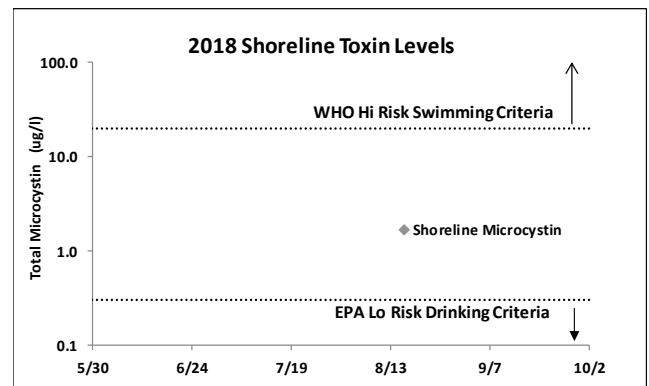 2018 Shoreline Toxin Levels
100.0
WHO Hi Risk Swimming Criteria
10.0
Total Microcystin (ug/l)
Shoreline Microcystin
1.0
EPA Lo Risk Drinking Criteria
0.1
5/30 6/24 7/19 8/13 9/7 10/2